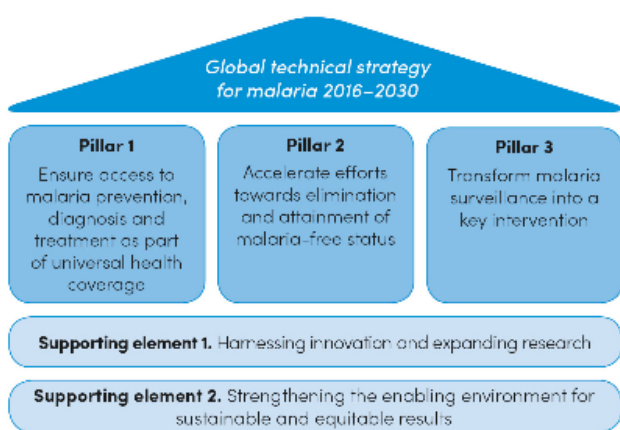 Global technical strategy
for malaria 2016–2030
Pillar 1
Ensure access to
malaria prevention,
diagnosis and
treatment as part
of universal health
coverage
Pillar 2
Accelerate efforts
towards elimination
and attainment of
malaria-free status
Pillar 3
Transform malaria
surveillance into a
key intervention
Supporting element 1. Harnessing innovation and expanding research
Supporting element 2. Strengthening the enabling environment for
sustainable and equitable results